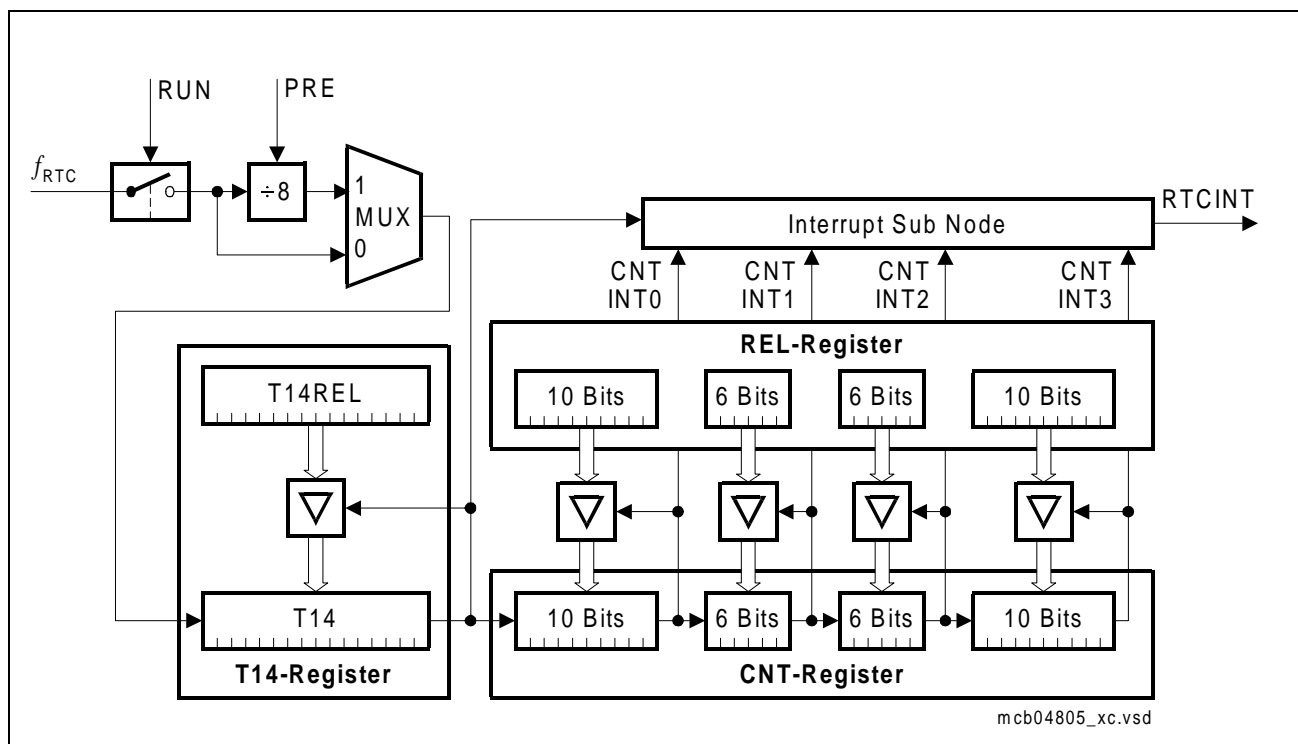 RUN
PRE
fRTC
÷8
1
MUX
0
Interrupt Sub Node
RTCINT
CNT
INT0
CNT
INT1
CNT
INT2
CNT
INT3
REL-Register
T14REL
10 Bits
6 Bits
6 Bits
10 Bits
T14
10 Bits
6 Bits
6 Bits
10 Bits
T14-Register
CNT-Register
mcb04805_xc.vsd